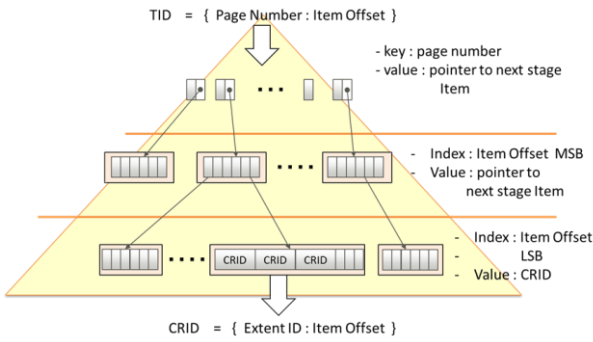 TID = { Page Number : Item Offset }
- key : page number
- value : pointer to next stage
Item
- Index : Item Offset MSB
- Value : pointer to
next stage Item
- Index : Item Offset
- LSB
- Value : CRID
CRID CRID CRID
CRID = { Extent ID : Item Offset }